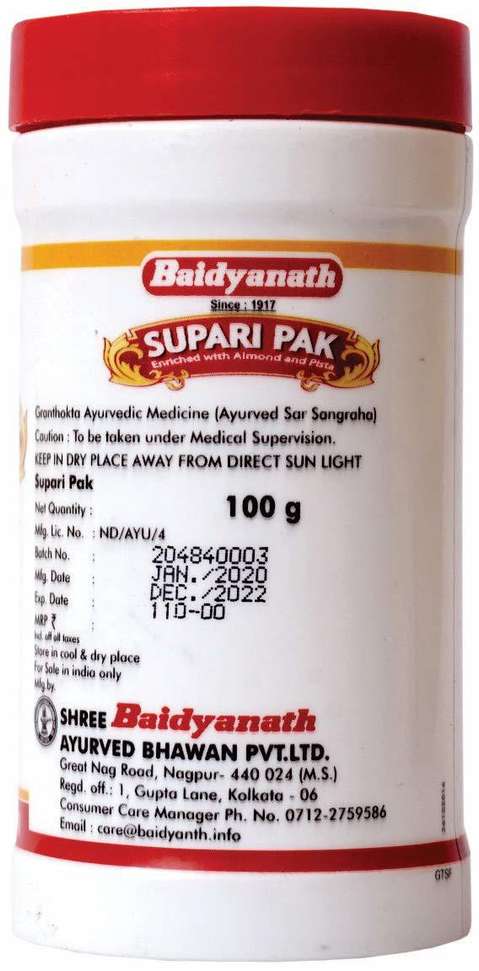 Baidyanath
Since : 1917
SUPARI PAK
Enriched with Almond and Pista
Granthokta Ayurvedic Medicine (Ayurved Sar Sangraha)
Caution : To be taken under Medical Supervision.
KEEP IN DRY PLACE AWAY FROM DIRECT SUN LIGHT
Supari Pak
Net Quantity : 100 g
Mfg. Lic. No. : ND/AYU/4
Batch No. : 204840003
Mfg. Date : JAN./2020
Exp. Date : DEC./2022
MRP ₹ : 110-00
Incl. off all taxes
Store in cool & dry place
For Sale in india only
Mfg.by.
SHREE Baidyanath
AYURVED BHAWAN PVT.LTD.
Great Nag Road, Nagpur- 440 024 (M.S.)
Regd. off.: 1, Gupta Lane, Kolkata - 06
Consumer Care Manager Ph. No. 0712-2759586
Email : care@baidyanth.info
GTSP